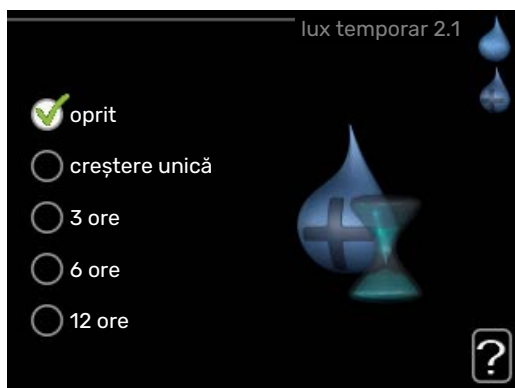 lux temporar 2.1
oprit
creștere unică
3 ore
6 ore
12 ore
?